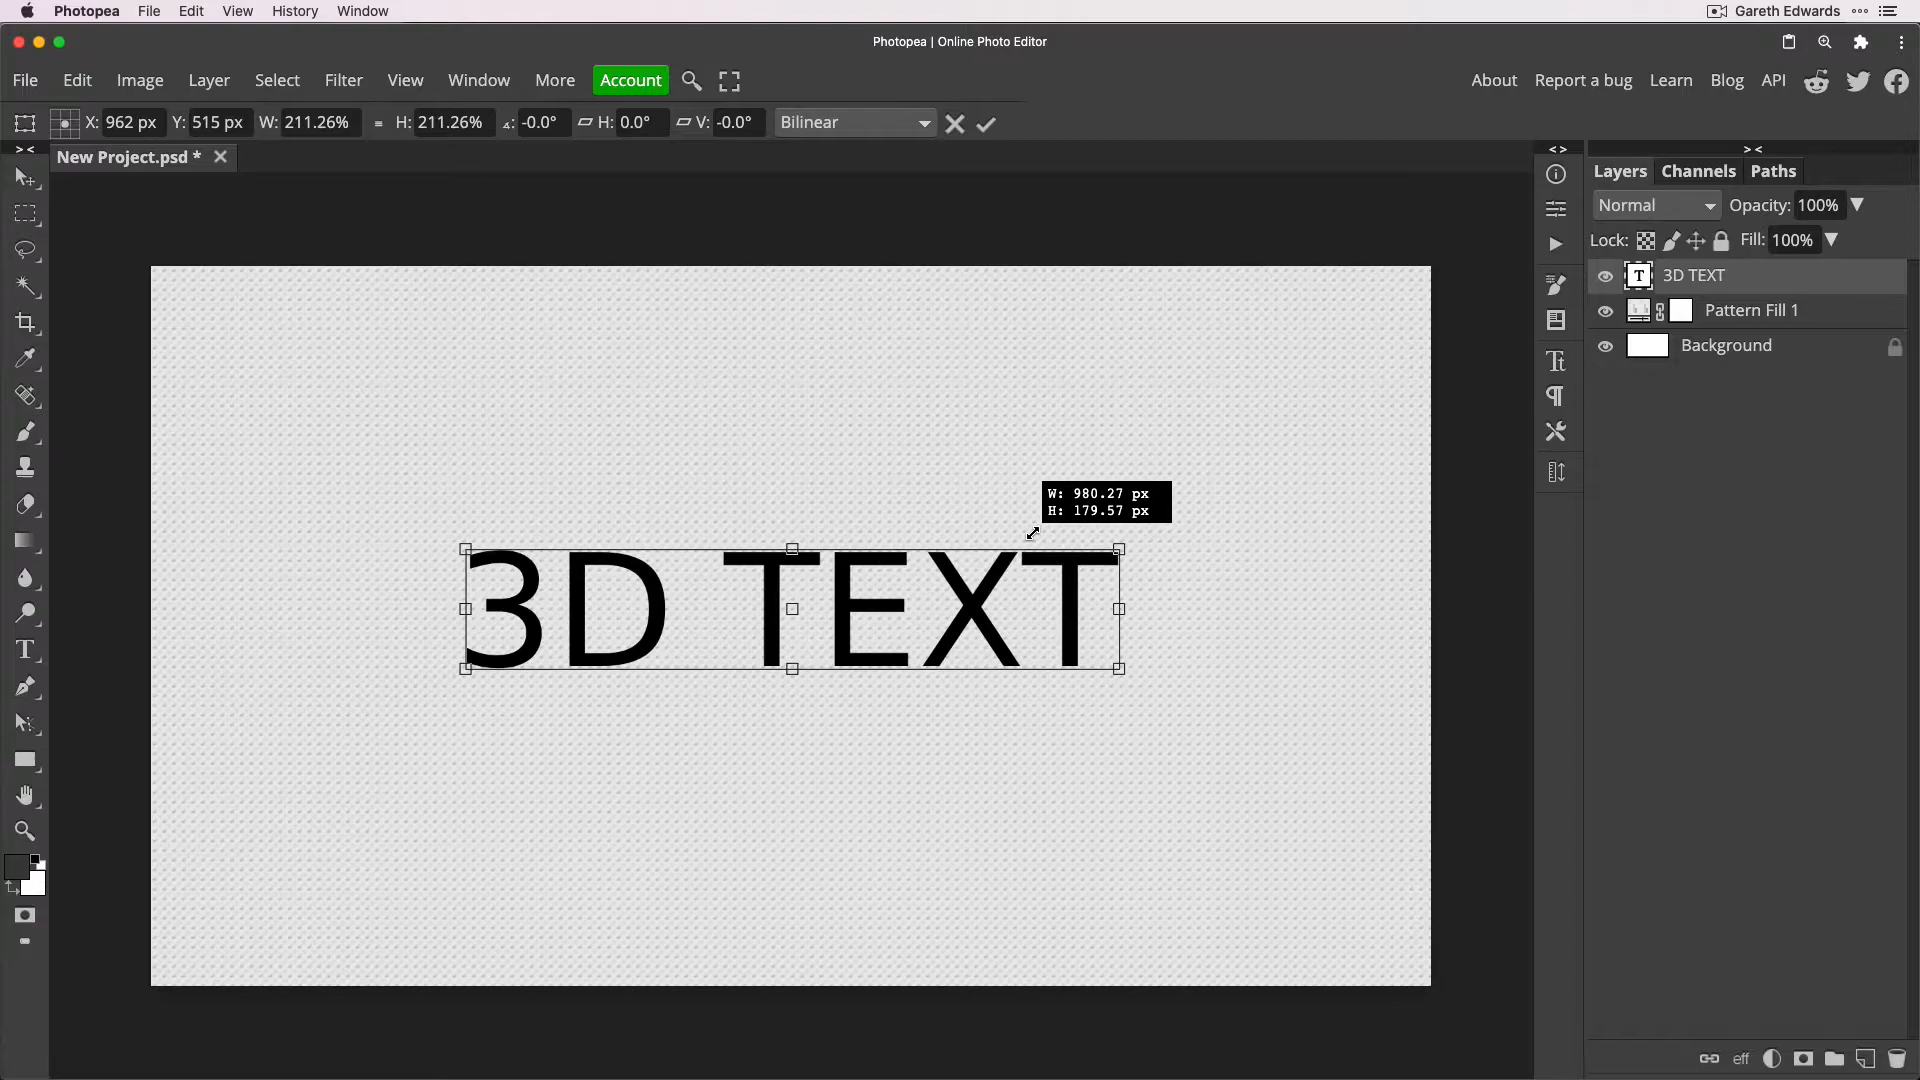 Photopea File Edit View History Window Gareth Edwards
Photopea | Online Photo Editor
File Edit Image Layer Select Filter View Window More Account About Report a bug Learn Blog API
X: 962 px Y: 515 px W: 211.26% = H: 211.26% ∡: -0.0° ▱ H: 0.0° ▱ V: -0.0° Bilinear
> < < > > <
New Project.psd *
Layers Channels Paths
Normal Opacity: 100%
Lock: Fill: 100%
T 3D TEXT
Pattern Fill 1
Background
W: 980.27 px
H: 179.57 px
3D TEXT
eff